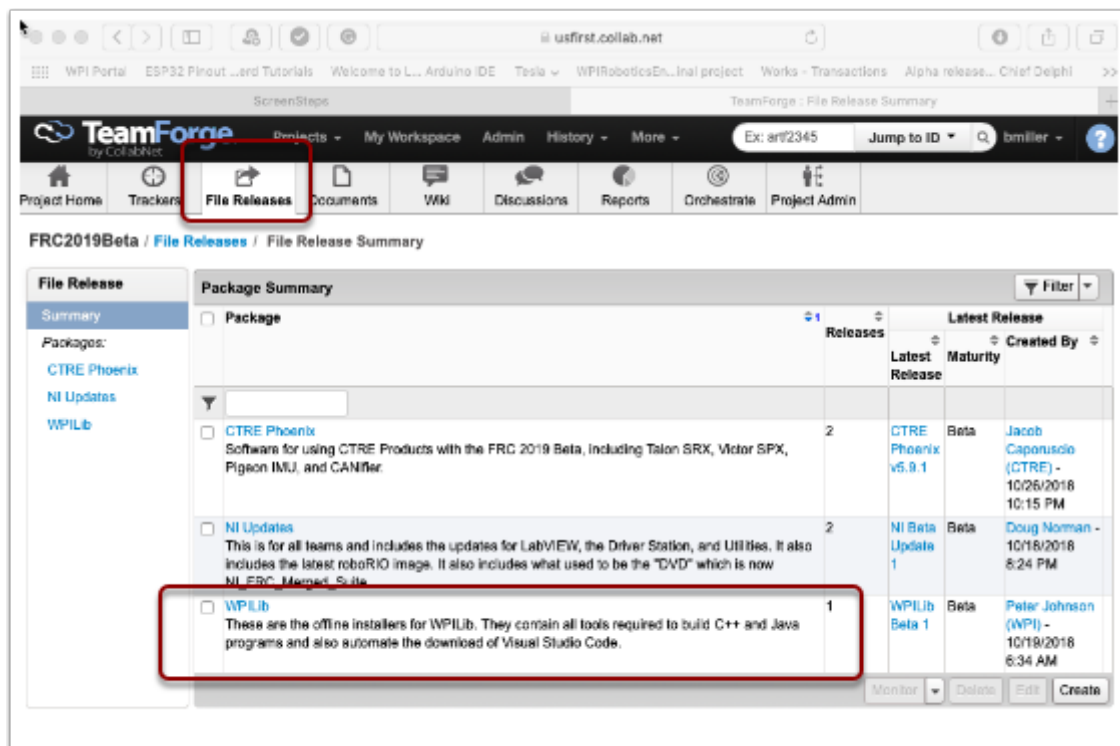 usfirst.collab.net
WPI Portal ESP32 Pinout ...erd Tutorials Welcome to L... Arduino IDE Tesla WPIRoboticsEn...inal project Works - Transactions Alpha release... Chief Delphi >>
ScreenSteps TeamForge : File Release Summary
TeamForge Projects My Workspace Admin History More Ex: artf2345 Jump to ID bmiller ?
by CollabNet
Project Home Trackers File Releases Documents Wiki Discussions Reports Orchestrate Project Admin
FRC2019Beta / File Releases / File Release Summary
File Release
Summary
Packages:
CTRE Phoenix
NI Updates
WPILib
Package Summary Filter
Package 1 Releases Latest Release
Latest Release Maturity Created By
CTRE Phoenix
Software for using CTRE Products with the FRC 2019 Beta, including Talon SRX, Victor SPX,
Pigeon IMU, and CANifier.
2
CTRE
Phoenix
v5.9.1
Beta
Jacob
Caporuscio
(CTRE) -
10/26/2018
10:15 PM
NI Updates
This is for all teams and includes the updates for LabVIEW, the Driver Station, and Utilities. It also
includes the latest roboRIO image. It also includes what used to be the "DVD" which is now
NI_FRC_Merged_Suite
2
NI Beta
Update
1
Beta
Doug Norman -
10/18/2018
8:24 PM
WPILib
These are the offline installers for WPILib. They contain all tools required to build C++ and Java
programs and also automate the download of Visual Studio Code.
1
WPILib
Beta 1
Beta
Peter Johnson
(WPI) -
10/19/2018
6:34 AM
Monitor Delete Edit Create